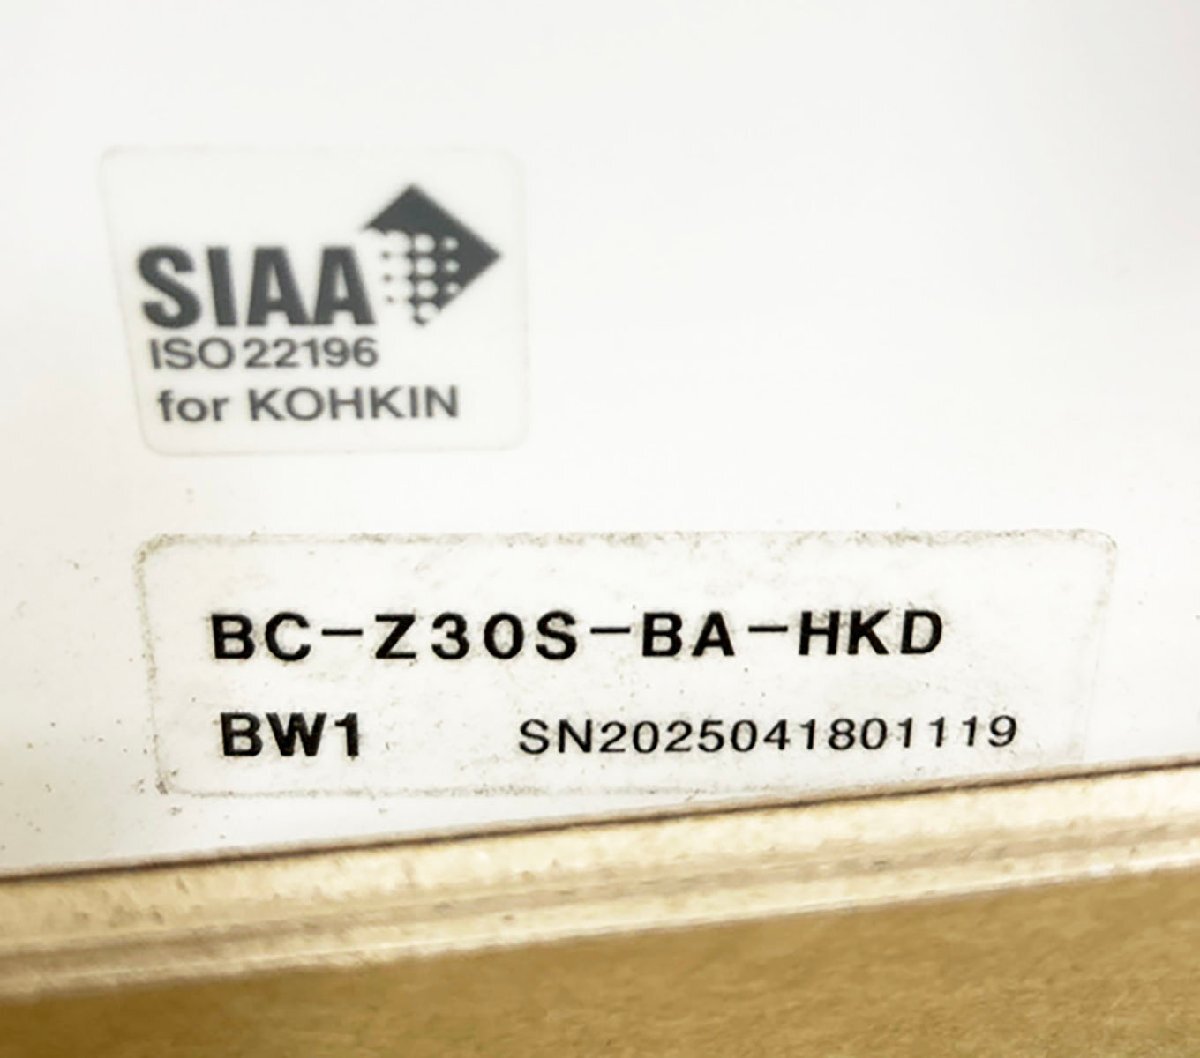 SIAA
ISO 22196
for KOHKIN
BC-Z30S-BA-HKD
BW1 SN2025041801119